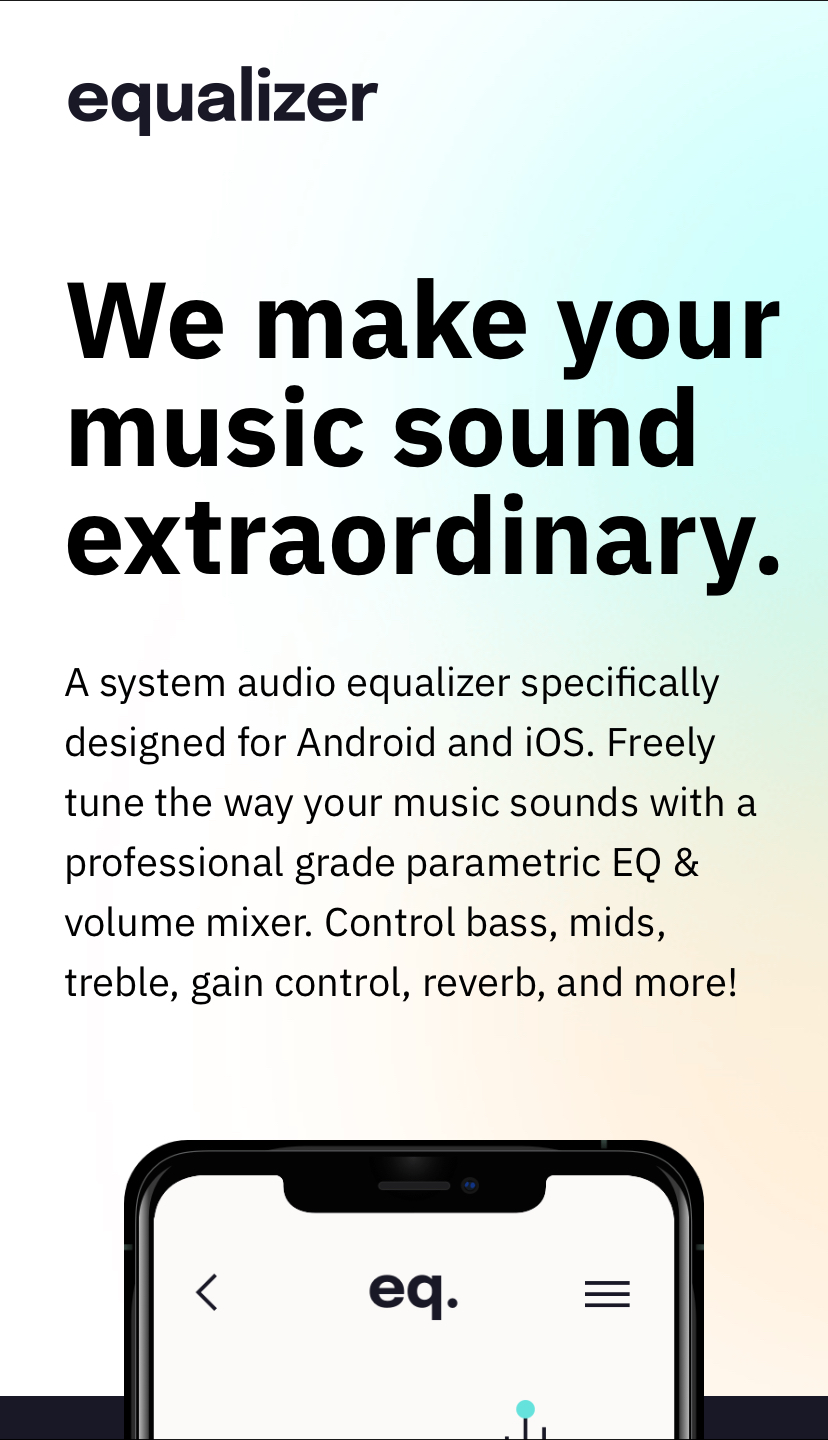 equalizer
We make your
music sound
extraordinary.
A system audio equalizer specifically
designed for Android and iOS. Freely
tune the way your music sounds with a
professional grade parametric EQ &
volume mixer. Control bass, mids,
treble, gain control, reverb, and more!
eq.